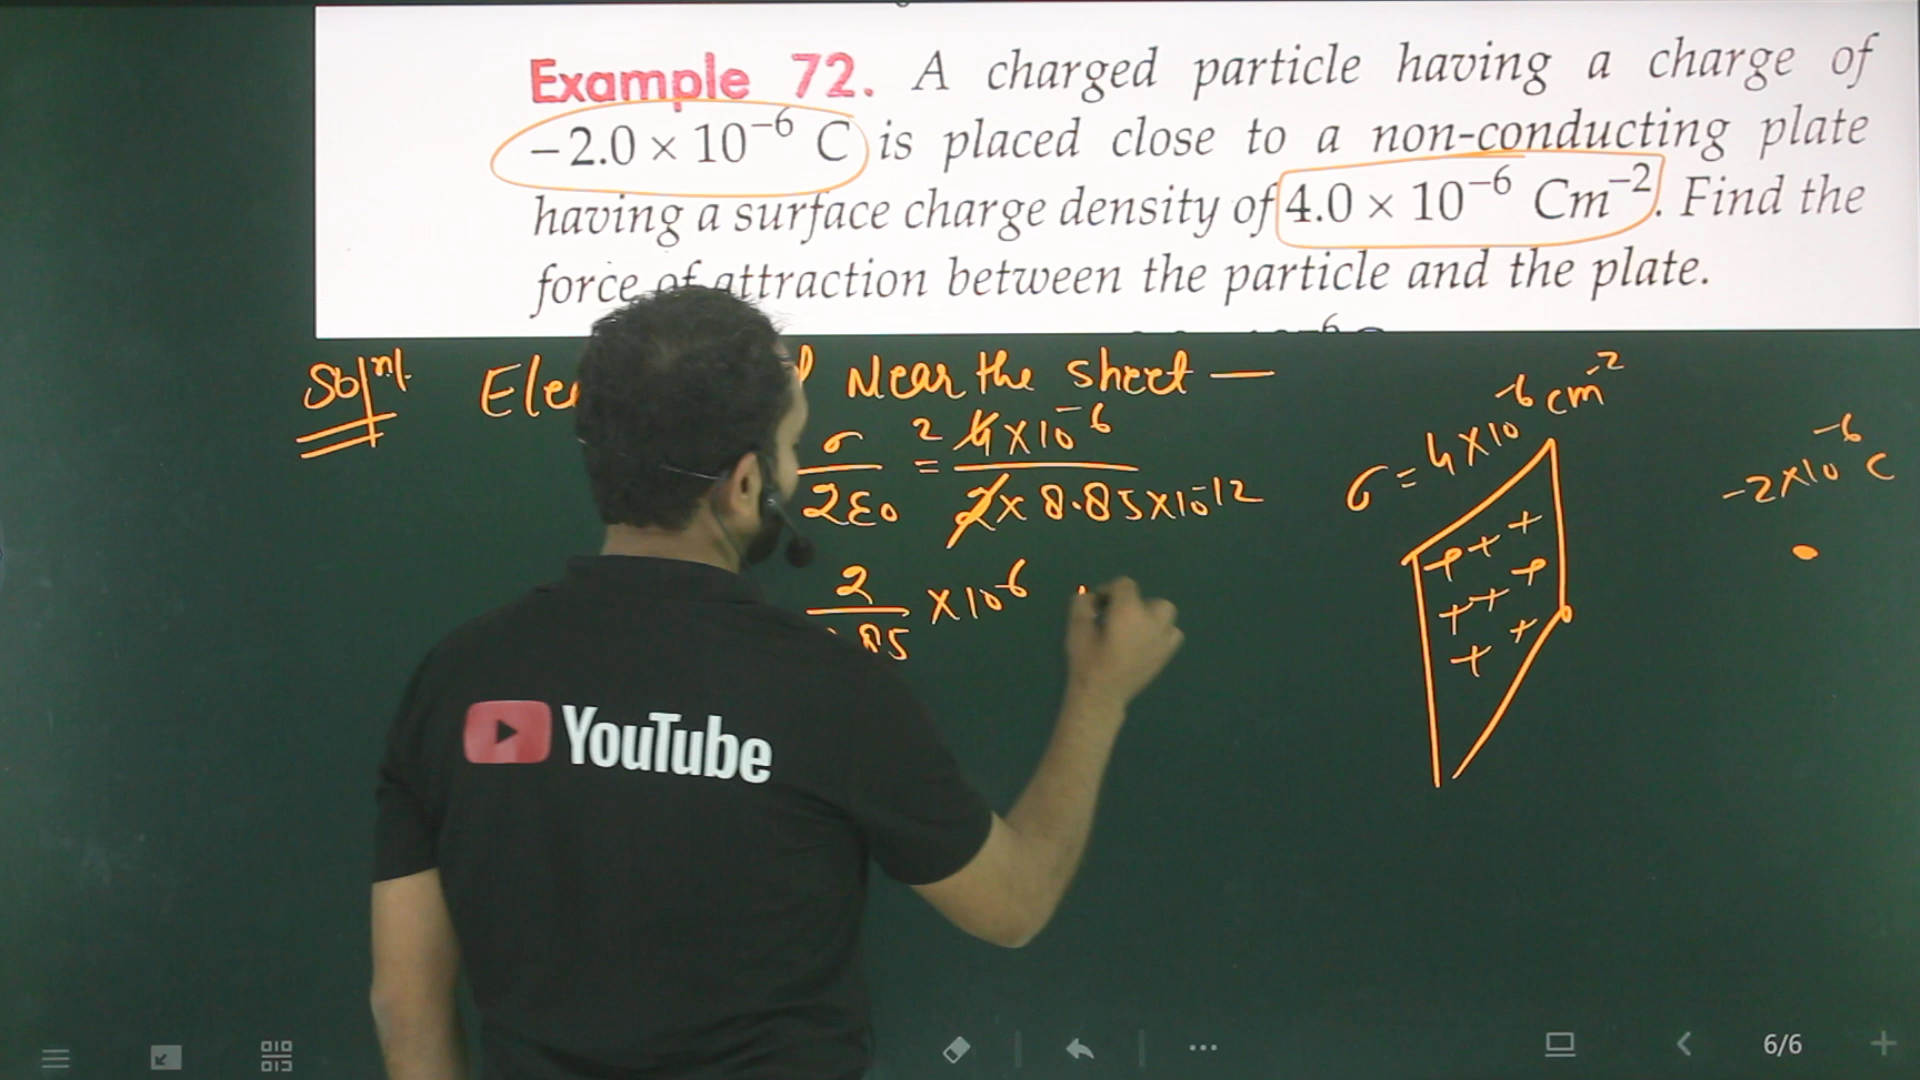 Example 72. A charged particle having a charge of
−2.0 × 10⁻⁶ C is placed close to a non-conducting plate
having a surface charge density of 4.0 × 10⁻⁶ Cm⁻². Find the
force of attraction between the particle and the plate.
Solⁿ. Near the sheet —
σ/2ε₀ = 2 4×10⁻⁶/2×8.85×10⁻¹²
2/.85 ×10⁶
σ = 4×10⁻⁶ cm⁻²
−2×10⁻⁶ C
+ + +
+ + +
+ + +
YouTube
6/6